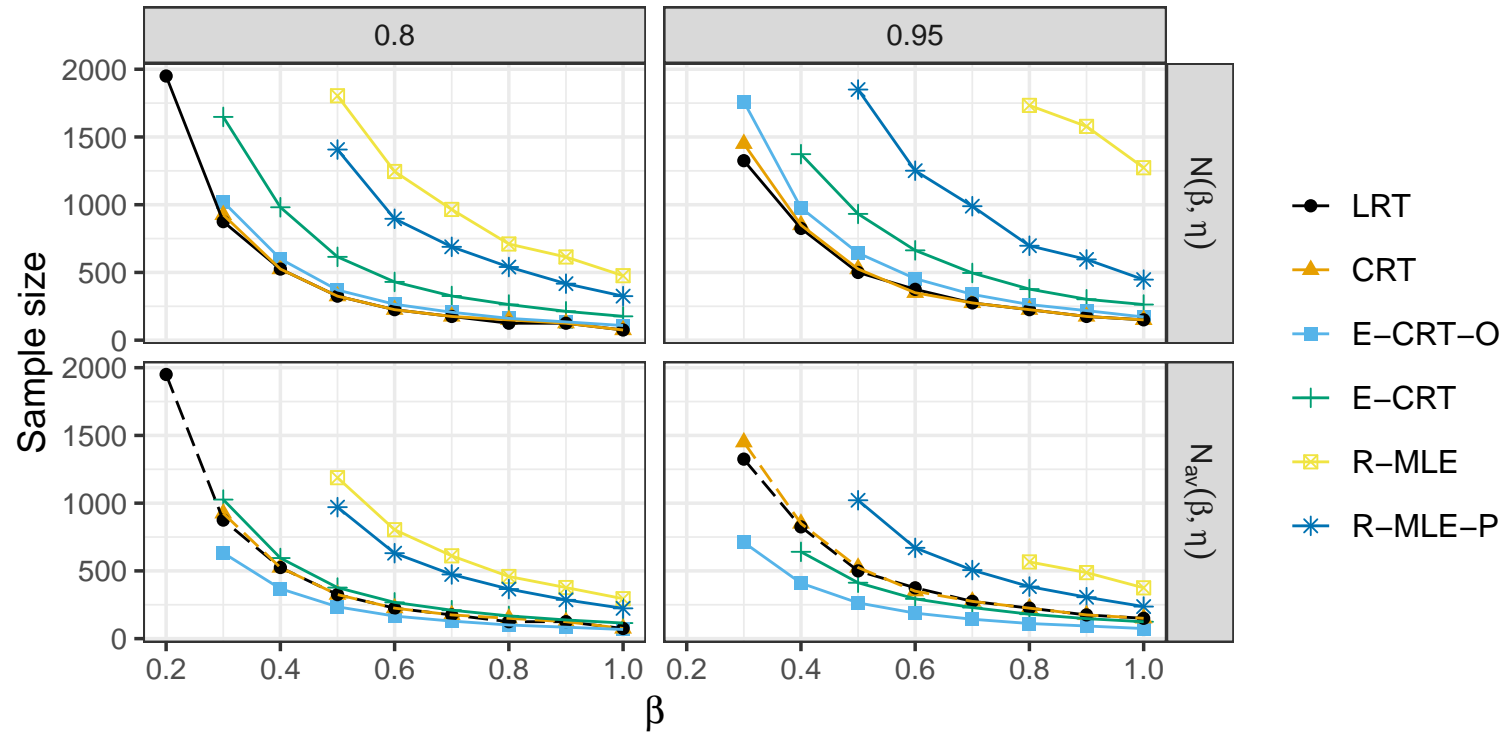 0.8
0.95
2000
1500
1000
500
0
N(β, η)
2000
1500
1000
500
0
Nav(β, η)
Sample size
0.2 0.4 0.6 0.8 1.0
0.2 0.4 0.6 0.8 1.0
β
LRT
CRT
E−CRT−O
E−CRT
R−MLE
R−MLE−P